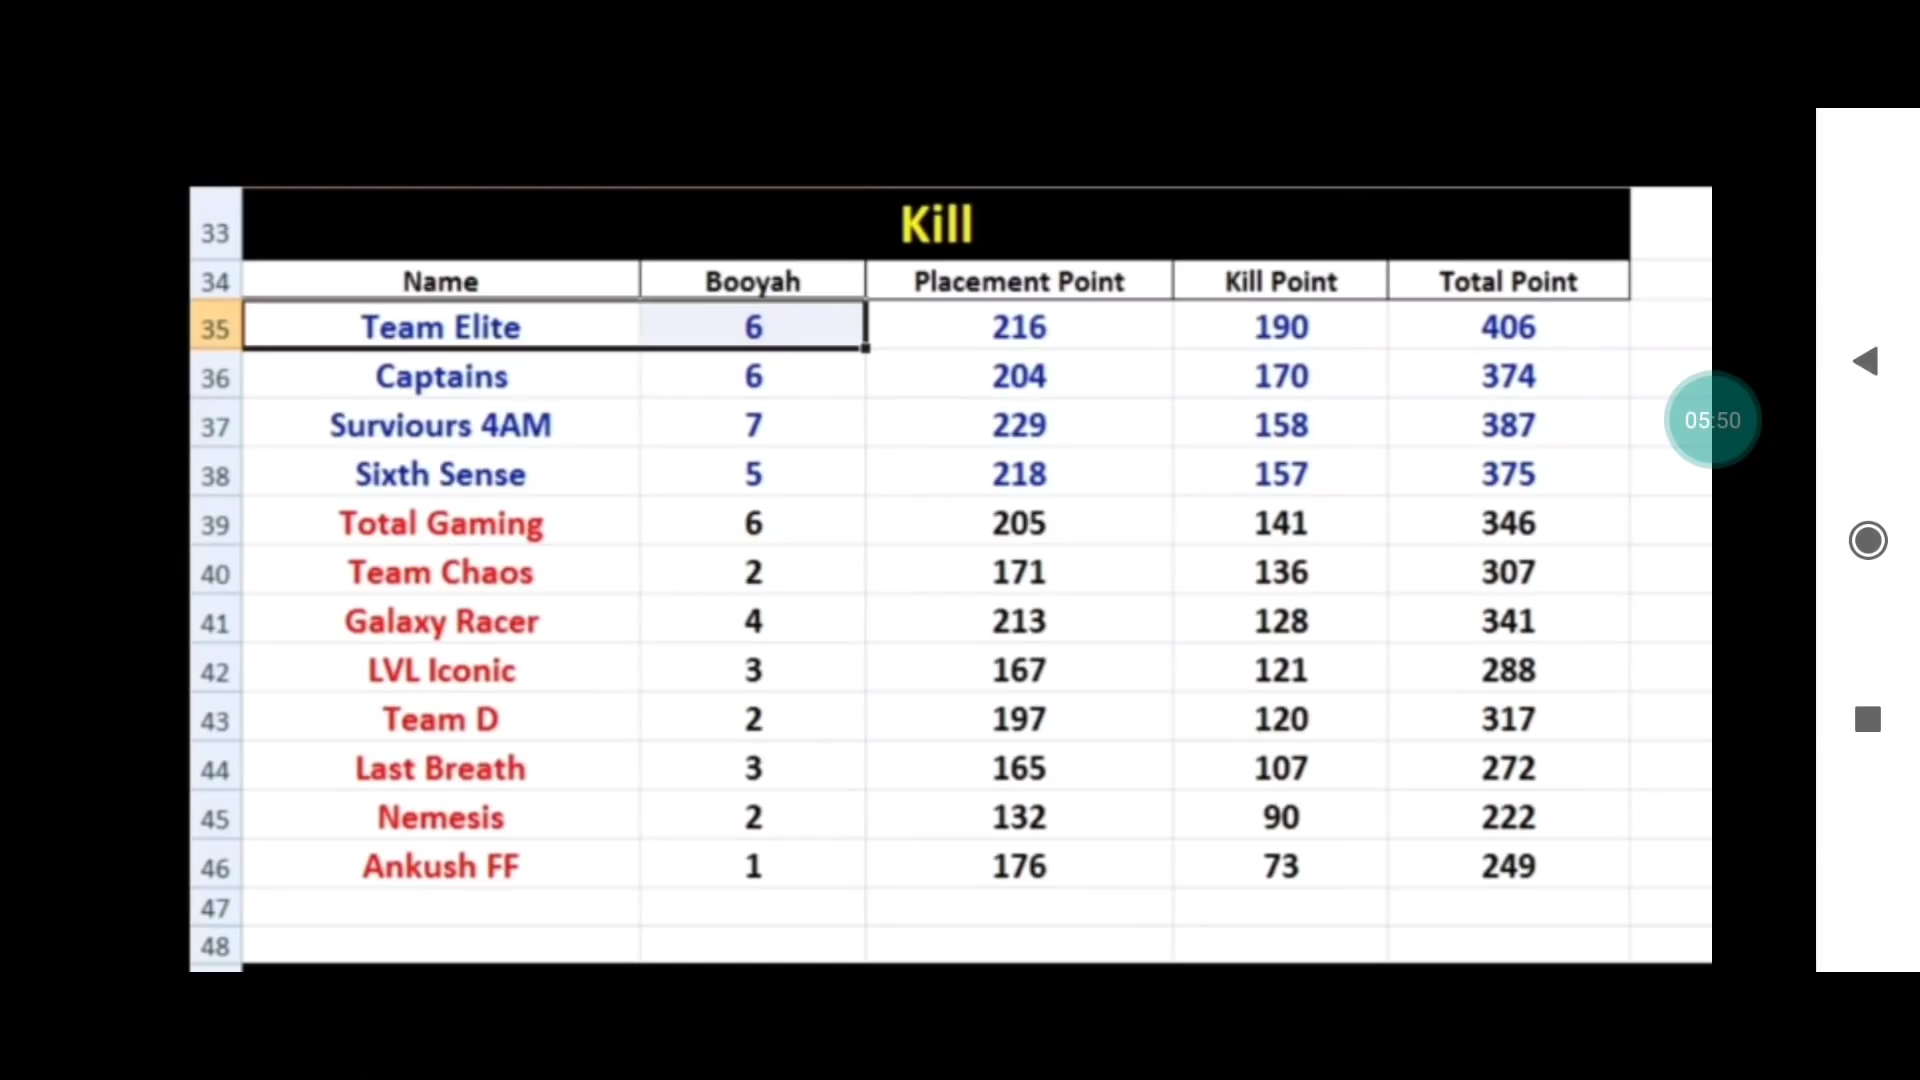 33 Kill
34 Name Booyah Placement Point Kill Point Total Point
35 Team Elite 6 216 190 406
36 Captains 6 204 170 374
37 Surviours 4AM 7 229 158 387
38 Sixth Sense 5 218 157 375
39 Total Gaming 6 205 141 346
40 Team Chaos 2 171 136 307
41 Galaxy Racer 4 213 128 341
42 LVL Iconic 3 167 121 288
43 Team D 2 197 120 317
44 Last Breath 3 165 107 272
45 Nemesis 2 132 90 222
46 Ankush FF 1 176 73 249
47
48
05:50